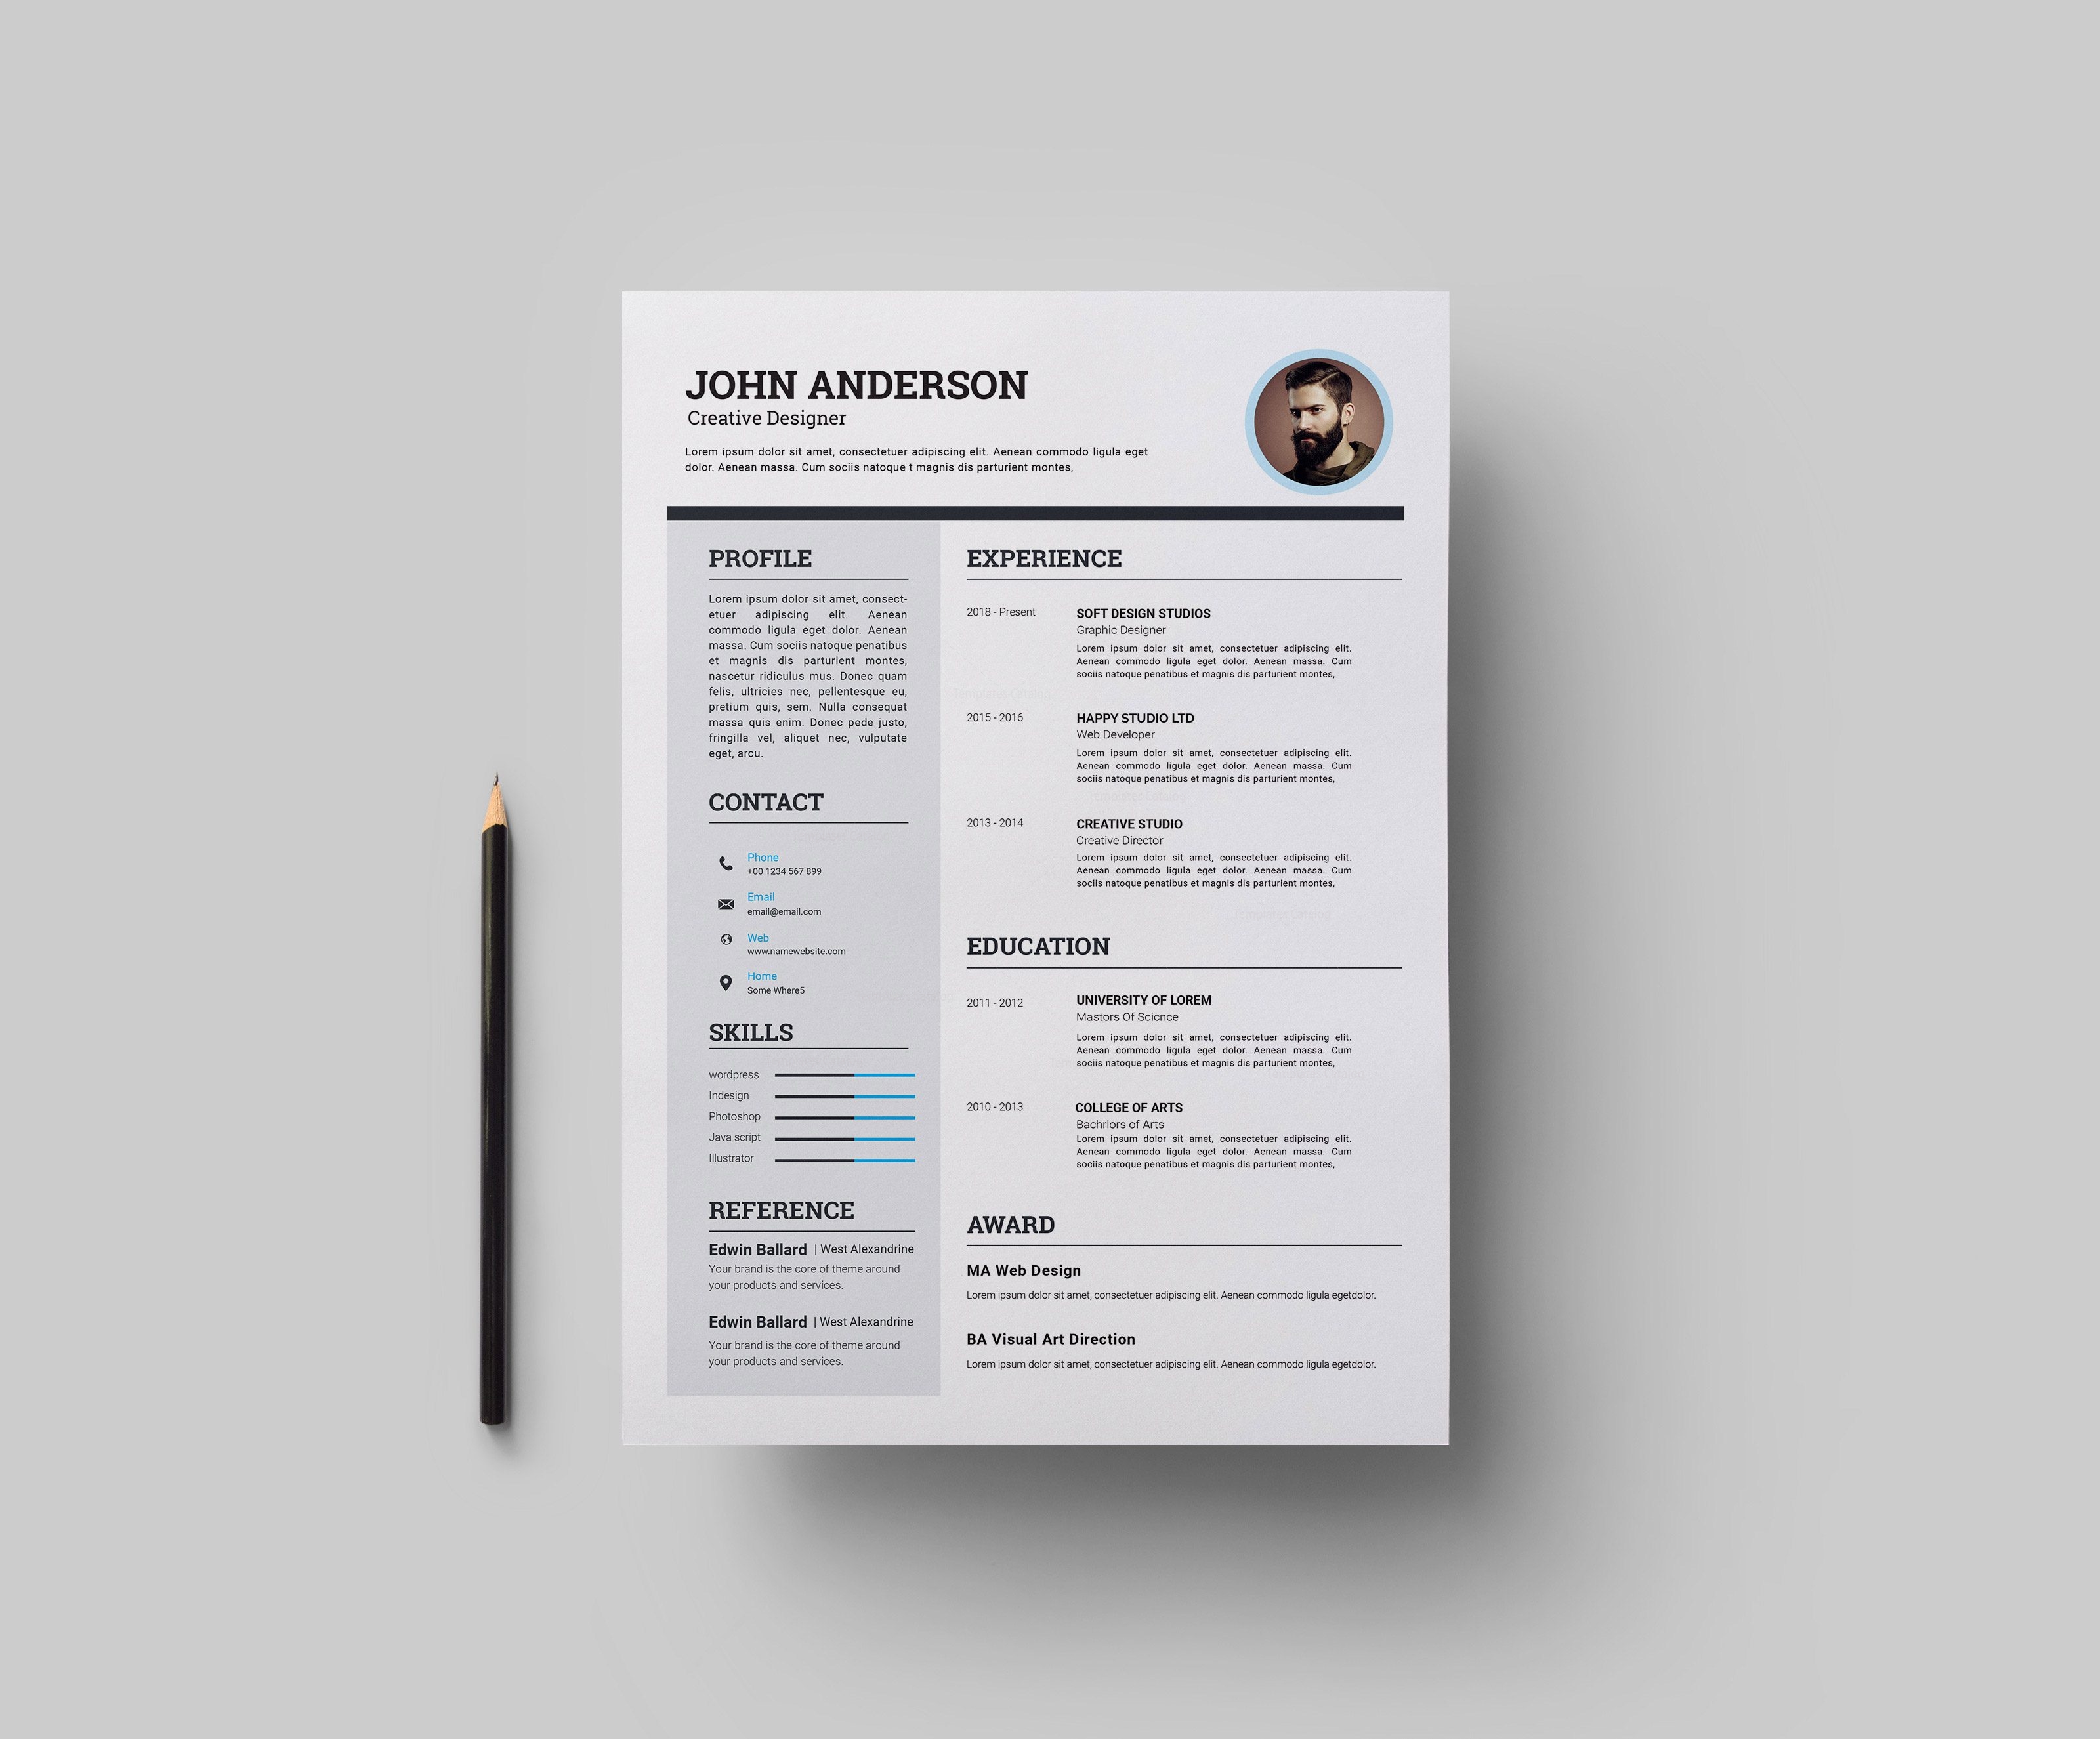 JOHN ANDERSON
Creative Designer
Lorem ipsum dolor sit amet, consectetuer adipiscing elit. Aenean commodo ligula eget
dolor. Aenean massa. Cum sociis natoque t magnis dis parturient montes,
PROFILE
Lorem ipsum dolor sit amet, consect-
etuer adipiscing elit. Aenean
commodo ligula eget dolor. Aenean
massa. Cum sociis natoque penatibus
et magnis dis parturient montes,
nascetur ridiculus mus. Donec quam
felis, ultricies nec, pellentesque eu,
pretium quis, sem. Nulla consequat
massa quis enim. Donec pede justo,
fringilla vel, aliquet nec, vulputate
eget, arcu.
CONTACT
Phone
+00 1234 567 899
Email
email@email.com
Web
www.namewebsite.com
Home
Some Where5
SKILLS
wordpress
Indesign
Photoshop
Java script
Illustrator
REFERENCE
Edwin Ballard | West Alexandrine
Your brand is the core of theme around
your products and services.
Edwin Ballard | West Alexandrine
Your brand is the core of theme around
your products and services.
EXPERIENCE
2018 - Present
SOFT DESIGN STUDIOS
Graphic Designer
Lorem ipsum dolor sit amet, consectetuer adipiscing elit.
Aenean commodo ligula eget dolor. Aenean massa. Cum
sociis natoque penatibus et magnis dis parturient montes,
2015 - 2016
HAPPY STUDIO LTD
Web Developer
Lorem ipsum dolor sit amet, consectetuer adipiscing elit.
Aenean commodo ligula eget dolor. Aenean massa. Cum
sociis natoque penatibus et magnis dis parturient montes,
2013 - 2014
CREATIVE STUDIO
Creative Director
Lorem ipsum dolor sit amet, consectetuer adipiscing elit.
Aenean commodo ligula eget dolor. Aenean massa. Cum
sociis natoque penatibus et magnis dis parturient montes,
EDUCATION
2011 - 2012
UNIVERSITY OF LOREM
Mastors Of Scicnce
Lorem ipsum dolor sit amet, consectetuer adipiscing elit.
Aenean commodo ligula eget dolor. Aenean massa. Cum
sociis natoque penatibus et magnis dis parturient montes,
2010 - 2013
COLLEGE OF ARTS
Bachrlors of Arts
Lorem ipsum dolor sit amet, consectetuer adipiscing elit.
Aenean commodo ligula eget dolor. Aenean massa. Cum
sociis natoque penatibus et magnis dis parturient montes,
AWARD
MA Web Design
Lorem ipsum dolor sit amet, consectetuer adipiscing elit. Aenean commodo ligula egetdolor.
BA Visual Art Direction
Lorem ipsum dolor sit amet, consectetuer adipiscing elit. Aenean commodo ligula egetdolor.